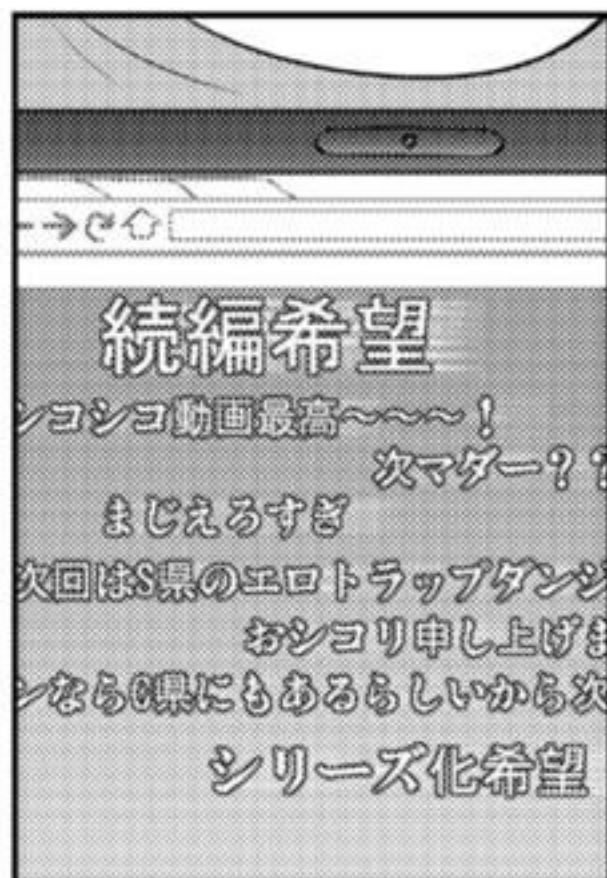 続編希望
ンコシコ動画最高～～～！
次マダー？？
まじえろすぎ
次回はS県のエロトラップダンジ
おシコリ申し上げま
ンならC県にもあるらしいから次
シリーズ化希望